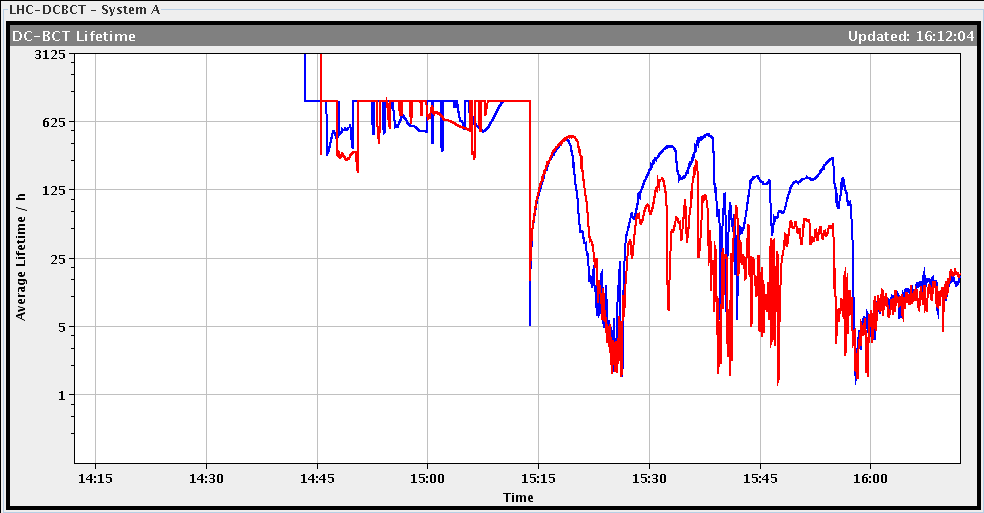 LHC-DCBCT - System A
DC-BCT Lifetime Updated: 16:12:04
3125
625
125
25
5
1
Average Lifetime / h
14:15 14:30 14:45 15:00 15:15 15:30 15:45 16:00
Time